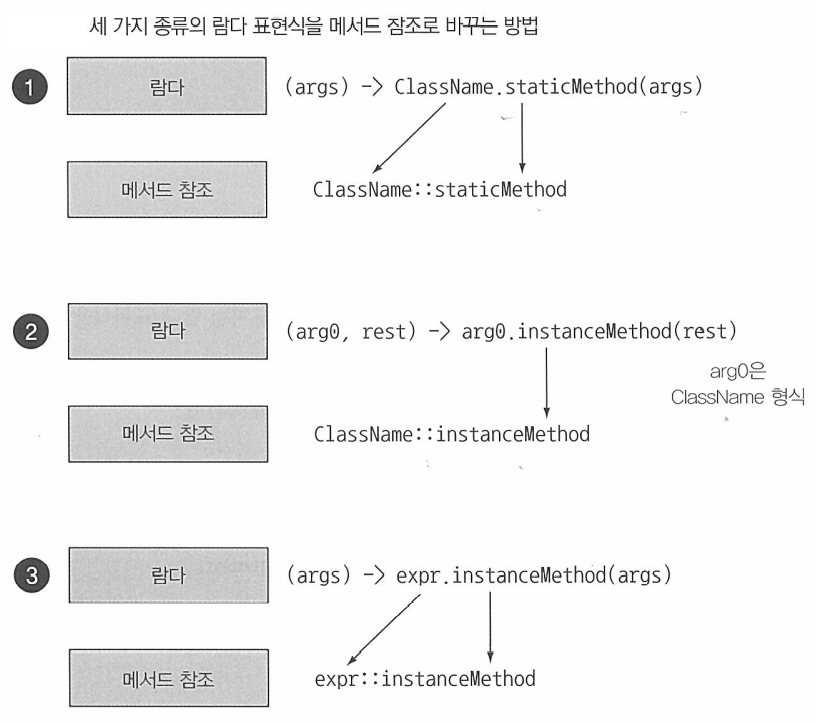 세 가지 종류의 람다 표현식을 메서드 참조로 바꾸는 방법
1 람다 (args) -> ClassName.staticMethod(args)
메서드 참조 ClassName::staticMethod
2 람다 (arg0, rest) -> arg0.instanceMethod(rest)
arg0은
ClassName 형식
메서드 참조 ClassName::instanceMethod
3 람다 (args) -> expr.instanceMethod(args)
메서드 참조 expr::instanceMethod